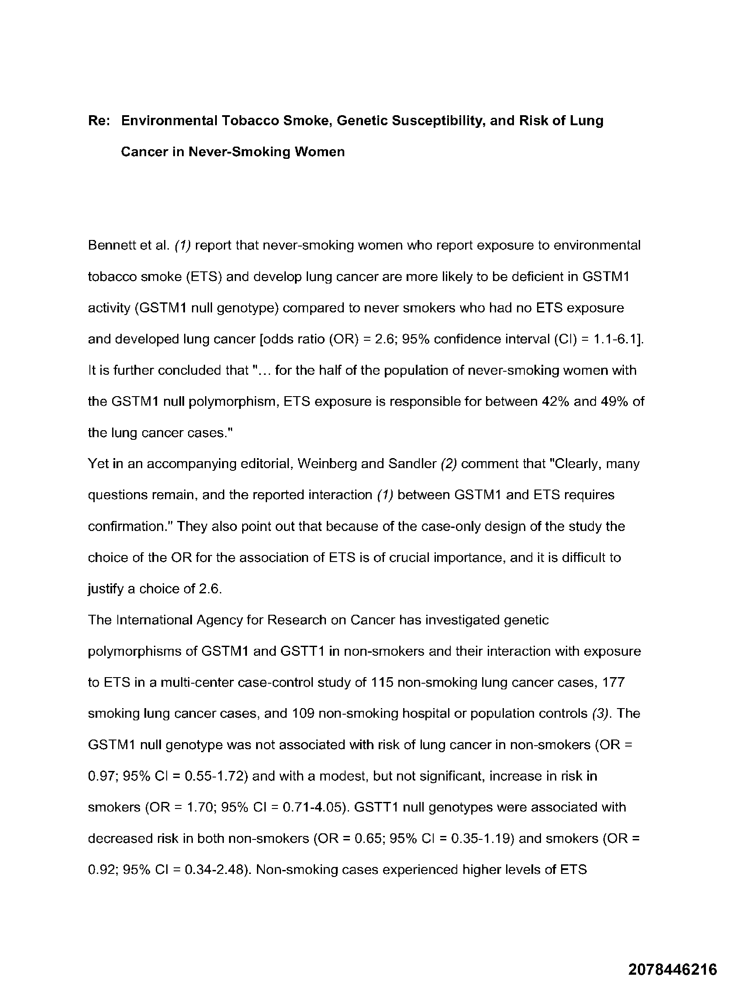 Re: Environmental Tobacco Smoke, Genetic Susceptibility, and Risk of Lung
Cancer in Never-Smoking Women
Bennett et al. (1) report that never-smoking women who report exposure to environmental
tobacco smoke (ETS) and develop lung cancer are more likely to be deficient in GSTM1
activity (GSTM1 null genotype) compared to never smokers who had no ETS exposure
and developed lung cancer [odds ratio (OR) = 2.6; 95% confidence interval (CI) = 1.1-6.1].
It is further concluded that "… for the half of the population of never-smoking women with
the GSTM1 null polymorphism, ETS exposure is responsible for between 42% and 49% of
the lung cancer cases."
Yet in an accompanying editorial, Weinberg and Sandler (2) comment that "Clearly, many
questions remain, and the reported interaction (1) between GSTM1 and ETS requires
confirmation." They also point out that because of the case-only design of the study the
choice of the OR for the association of ETS is of crucial importance, and it is difficult to
justify a choice of 2.6.
The International Agency for Research on Cancer has investigated genetic
polymorphisms of GSTM1 and GSTT1 in non-smokers and their interaction with exposure
to ETS in a multi-center case-control study of 115 non-smoking lung cancer cases, 177
smoking lung cancer cases, and 109 non-smoking hospital or population controls (3). The
GSTM1 null genotype was not associated with risk of lung cancer in non-smokers (OR =
0.97; 95% CI = 0.55-1.72) and with a modest, but not significant, increase in risk in
smokers (OR = 1.70; 95% CI = 0.71-4.05). GSTT1 null genotypes were associated with
decreased risk in both non-smokers (OR = 0.65; 95% CI = 0.35-1.19) and smokers (OR =
0.92; 95% CI = 0.34-2.48). Non-smoking cases experienced higher levels of ETS
2078446216